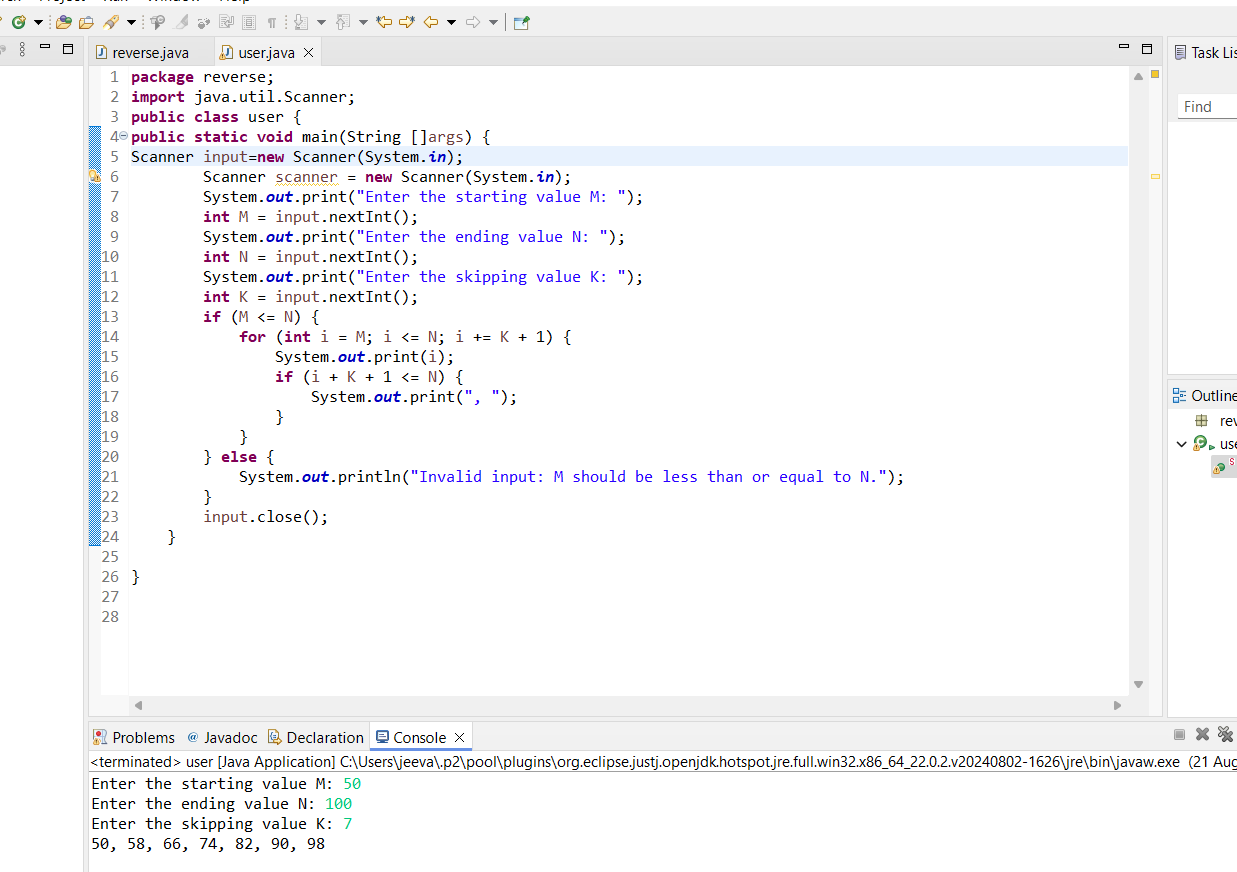 Window
Help
reverse.java
user.java
Task Lis
Find
1 package reverse;
2 import java.util.Scanner;
3 public class user {
4 public static void main(String []args) {
5 Scanner input=new Scanner(System.in);
6 Scanner scanner = new Scanner(System.in);
7 System.out.print("Enter the starting value M: ");
8 int M = input.nextInt();
9 System.out.print("Enter the ending value N: ");
10 int N = input.nextInt();
11 System.out.print("Enter the skipping value K: ");
12 int K = input.nextInt();
13 if (M <= N) {
14 for (int i = M; i <= N; i += K + 1) {
15 System.out.print(i);
16 if (i + K + 1 <= N) {
17 System.out.print(", ");
18 }
19 }
20 } else {
21 System.out.println("Invalid input: M should be less than or equal to N.");
22 }
23 input.close();
24 }
25
26 }
27
28
Outline
rev
use
S
Problems
@ Javadoc
Declaration
Console
<terminated> user [Java Application] C:\Users\jeeva\.p2\pool\plugins\org.eclipse.justj.openjdk.hotspot.jre.full.win32.x86_64_22.0.2.v20240802-1626\jre\bin\javaw.exe (21 Aug
Enter the starting value M: 50
Enter the ending value N: 100
Enter the skipping value K: 7
50, 58, 66, 74, 82, 90, 98